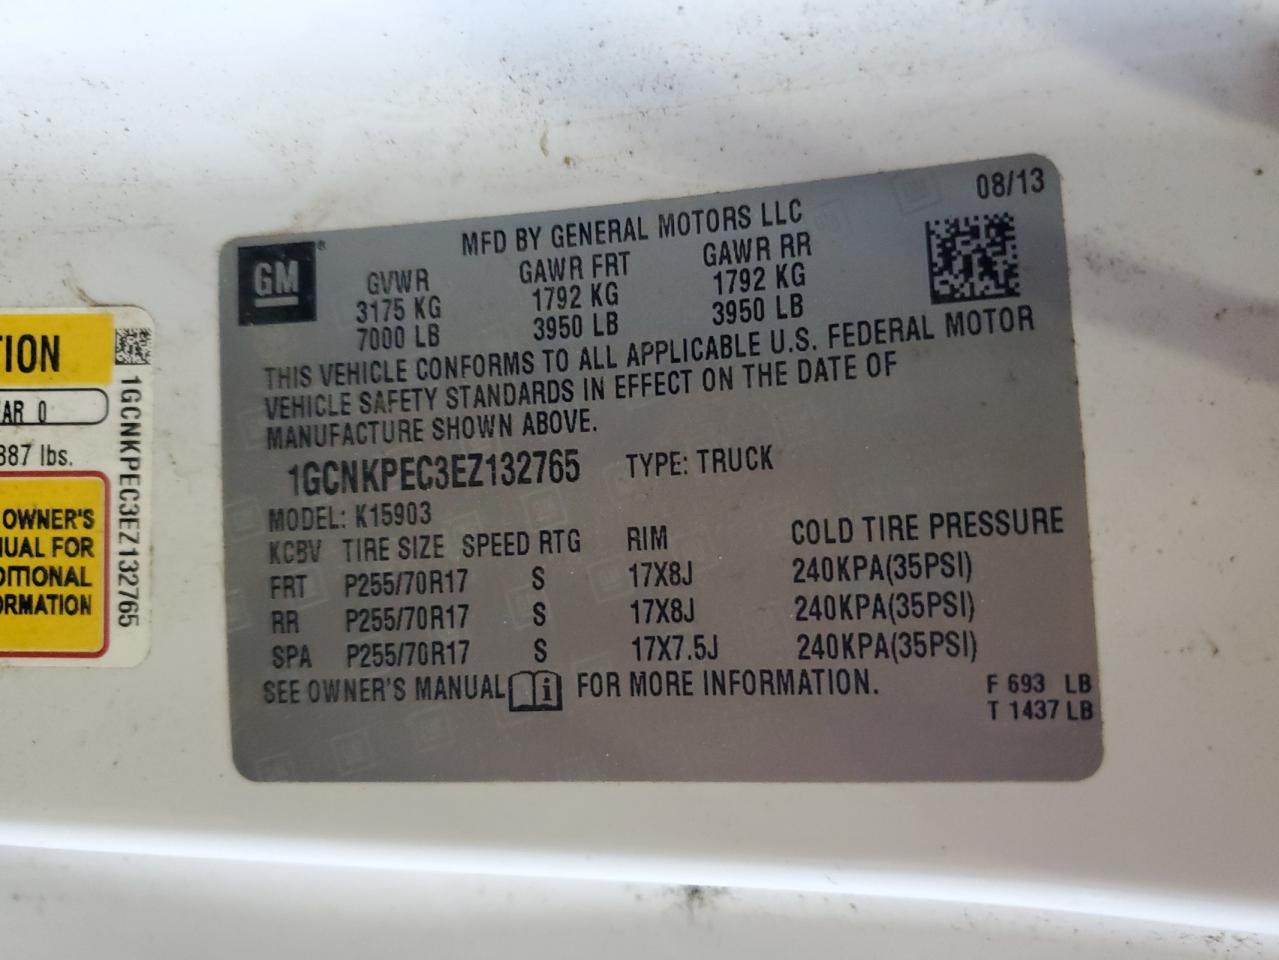 08/13
MFD BY GENERAL MOTORS LLC
GM ®
GVWR GAWR FRT GAWR RR
3175 KG 1792 KG 1792 KG
7000 LB 3950 LB 3950 LB
THIS VEHICLE CONFORMS TO ALL APPLICABLE U.S. FEDERAL MOTOR
VEHICLE SAFETY STANDARDS IN EFFECT ON THE DATE OF
MANUFACTURE SHOWN ABOVE.
1GCNKPEC3EZ132765 TYPE: TRUCK
MODEL: K15903
KCBV TIRE SIZE SPEED RTG RIM COLD TIRE PRESSURE
FRT P255/70R17 S 17X8J 240KPA(35PSI)
RR P255/70R17 S 17X8J 240KPA(35PSI)
SPA P255/70R17 S 17X7.5J 240KPA(35PSI)
SEE OWNER'S MANUAL i FOR MORE INFORMATION.
F 693 LB
T 1437 LB
TION
EAR 0
387 lbs.
OWNER'S
UAL FOR
DITIONAL
ORMATION
1GCNKPEC3EZ132765